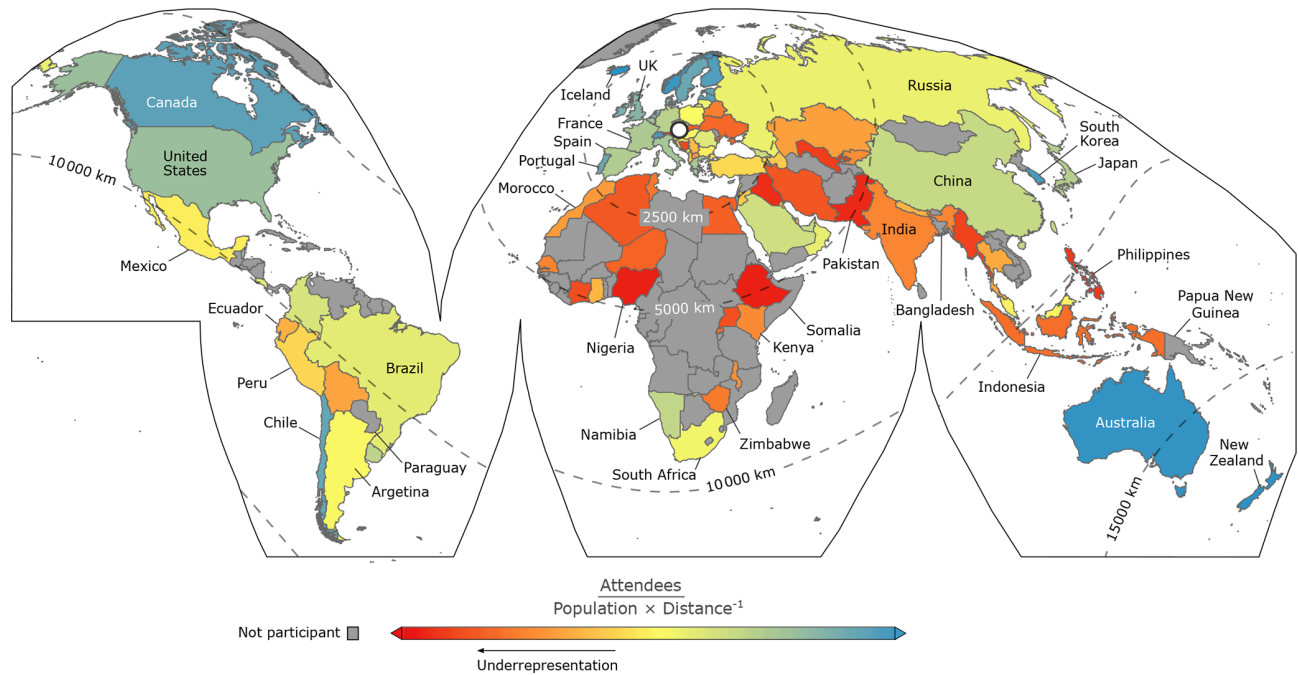 UK
Iceland
Russia
Canada
France
Spain
Portugal
South
Korea
Japan
United
States
10 000 km
China
Morocco
2500 km
India
Mexico
Pakistan
Philippines
Ecuador
5000 km
Bangladesh
Papua New
Guinea
Somalia
Nigeria
Kenya
Peru
Brazil
Indonesia
Chile
Australia
Namibia
Zimbabwe
New
Zealand
Paraguay
South Africa
10 000 km
Argetina
15000 km
Attendees
Population × Distance⁻¹
Not participant
Underrepresentation